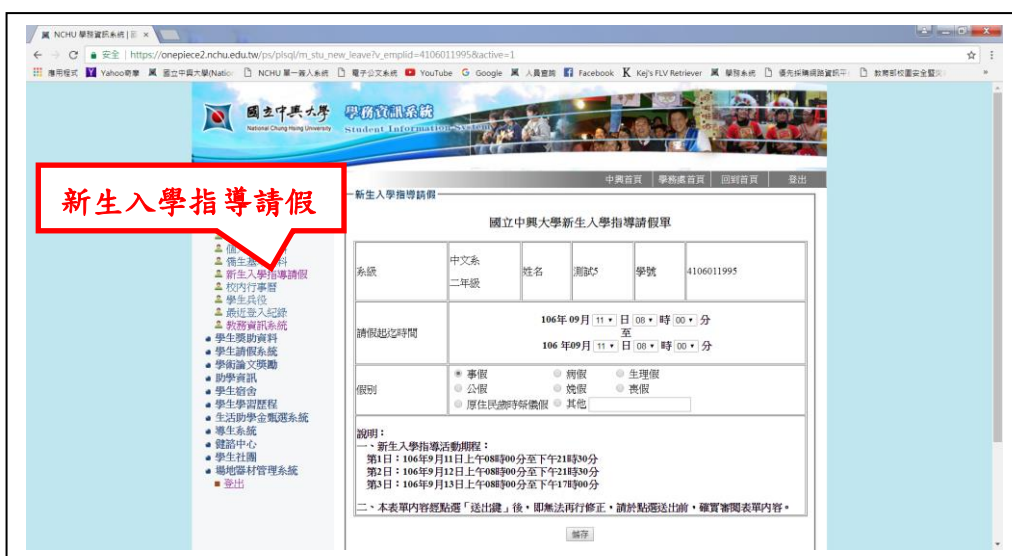 NCHU 學務資訊系統 |
安全 | https://onepiece2.nchu.edu.tw/ps/plsql/m_stu_new_leave?v_emplid=4106011995&active=1
應用程式 Yahoo奇摩 國立中興大學(Natio NCHU 單一簽入系統 電子公文系統 YouTube Google 人員查詢 Facebook Kej's FLV Retriever 學務系統 優先採購網路資訊平 教育部校園安全暨災
國立中興大學 學務資訊系統
National Chung Hsing University Student Information System
中興首頁 學務處首頁 回到首頁 登出
新生入學指導請假
新生入學指導請假
國立中興大學新生入學指導請假單
系級 中文系 二年級 姓名 測試5 學號 4106011995
請假起迄時間
106年 09月 11 日 08 時 00 分
至
106 年09月 11 日 08 時 00 分
假別
事假 病假 生理假
公假 娩假 喪假
原住民歲時祭儀假 其他
說明：
一、新生入學指導活動期程：
第1日：106年9月11日上午08時00分至下午21時30分
第2日：106年9月12日上午08時00分至下午21時30分
第3日：106年9月13日上午08時00分至下午17時00分
二、本表單內容經點選「送出鍵」後，即無法再行修正，請於點選送出前，確實審閱表單內容。
儲存
新生入學指導請假
校內行事曆
學生兵役
最近登入紀錄
教務資訊系統
學生獎助資料
學生請假系統
學術論文獎勵
助學資訊
學生宿舍
學生學習歷程
生活助學金甄選系統
導生系統
健諮中心
學生社團
場地器材管理系統
登出